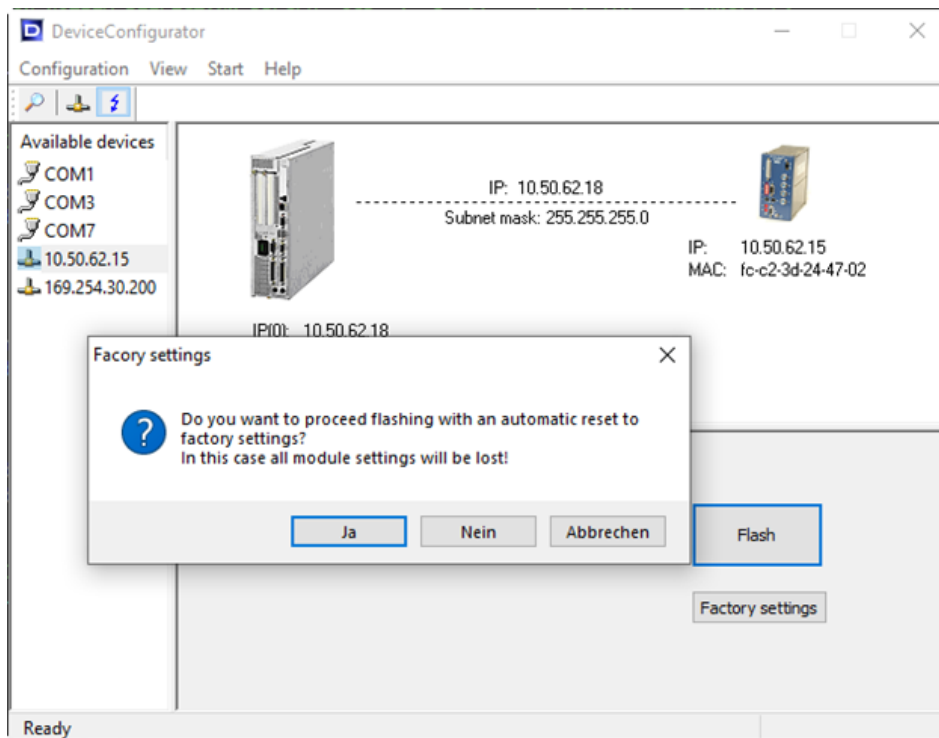 DeviceConfigurator
Configuration View Start Help
Available devices
COM1
COM3
COM7
10.50.62.15
169.254.30.200
IP: 10.50.62.18
Subnet mask: 255.255.255.0
IP: 10.50.62.15
MAC: fc-c2-3d-24-47-02
IP(0): 10.50.62.18
Facory settings
Do you want to proceed flashing with an automatic reset to
factory settings?
In this case all module settings will be lost!
Ja Nein Abbrechen
Flash
Factory settings
Ready